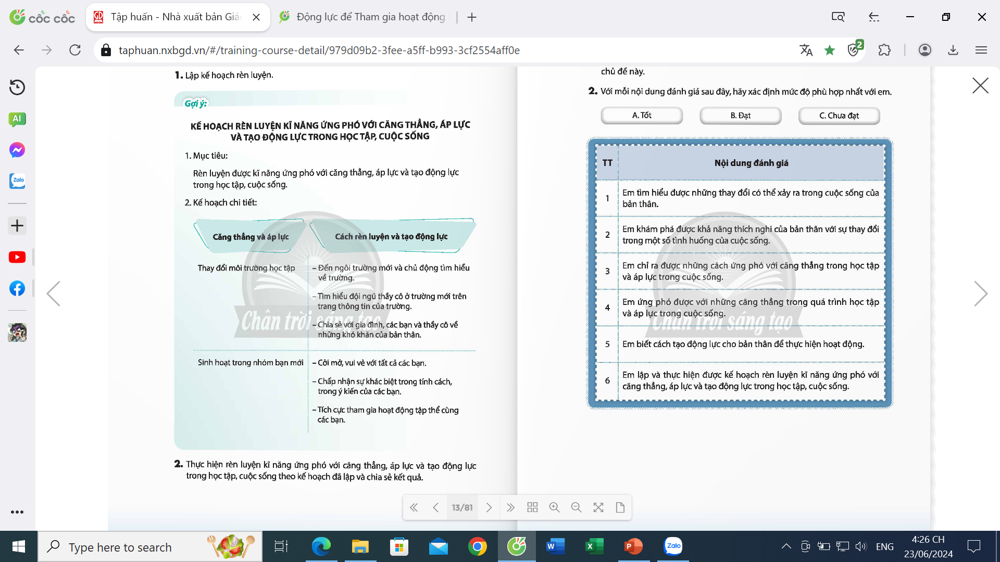 cốc cốc
Tập huấn - Nhà xuất bản Giáo
Động lực để Tham gia hoạt động
taphuan.nxbgd.vn/#/training-course-detail/979d09b2-3fee-a5ff-b993-3cf2554aff0e
2
AI
Zalo
1. Lập kế hoạch rèn luyện.
Gợi ý:
KẾ HOẠCH RÈN LUYỆN KĨ NĂNG ỨNG PHÓ VỚI CĂNG THẲNG, ÁP LỰC
VÀ TẠO ĐỘNG LỰC TRONG HỌC TẬP, CUỘC SỐNG
1. Mục tiêu:
Rèn luyện được kĩ năng ứng phó với căng thẳng, áp lực và tạo động lực
trong học tập, cuộc sống.
2. Kế hoạch chi tiết:
Căng thẳng và áp lực
Cách rèn luyện và tạo động lực
Thay đổi môi trường học tập
– Đến ngôi trường mới và chủ động tìm hiểu
về trường.
– Tìm hiểu đội ngũ thầy cô ở trường mới trên
trang thông tin của trường.
– Chia sẻ với gia đình, các bạn và thầy cô về
những khó khăn của bản thân.
Sinh hoạt trong nhóm bạn mới
– Cởi mở, vui vẻ với tất cả các bạn.
– Chấp nhận sự khác biệt trong tính cách,
trong ý kiến của các bạn.
– Tích cực tham gia hoạt động tập thể cùng
các bạn.
Chân trời sáng tạo
2. Thực hiện rèn luyện kĩ năng ứng phó với căng thẳng, áp lực và tạo động lực
trong học tập, cuộc sống theo kế hoạch đã lập và chia sẻ kết quả.
chủ đề này.
2. Với mỗi nội dung đánh giá sau đây, hãy xác định mức độ phù hợp nhất với em.
A. Tốt
B. Đạt
C. Chưa đạt
TT
Nội dung đánh giá
1
Em tìm hiểu được những thay đổi có thể xảy ra trong cuộc sống của
bản thân.
2
Em khám phá được khả năng thích nghi của bản thân với sự thay đổi
trong một số tình huống của cuộc sống.
3
Em chỉ ra được những cách ứng phó với căng thẳng trong học tập
và áp lực trong cuộc sống.
4
Em ứng phó được với những căng thẳng trong quá trình học tập
và áp lực trong cuộc sống.
5
Em biết cách tạo động lực cho bản thân để thực hiện hoạt động.
6
Em lập và thực hiện được kế hoạch rèn luyện kĩ năng ứng phó với
căng thẳng, áp lực và tạo động lực trong học tập, cuộc sống.
Chân trời sáng tạo
13/81
Type here to search
W
X
P
Zalo
ENG
4:26 CH
23/06/2024